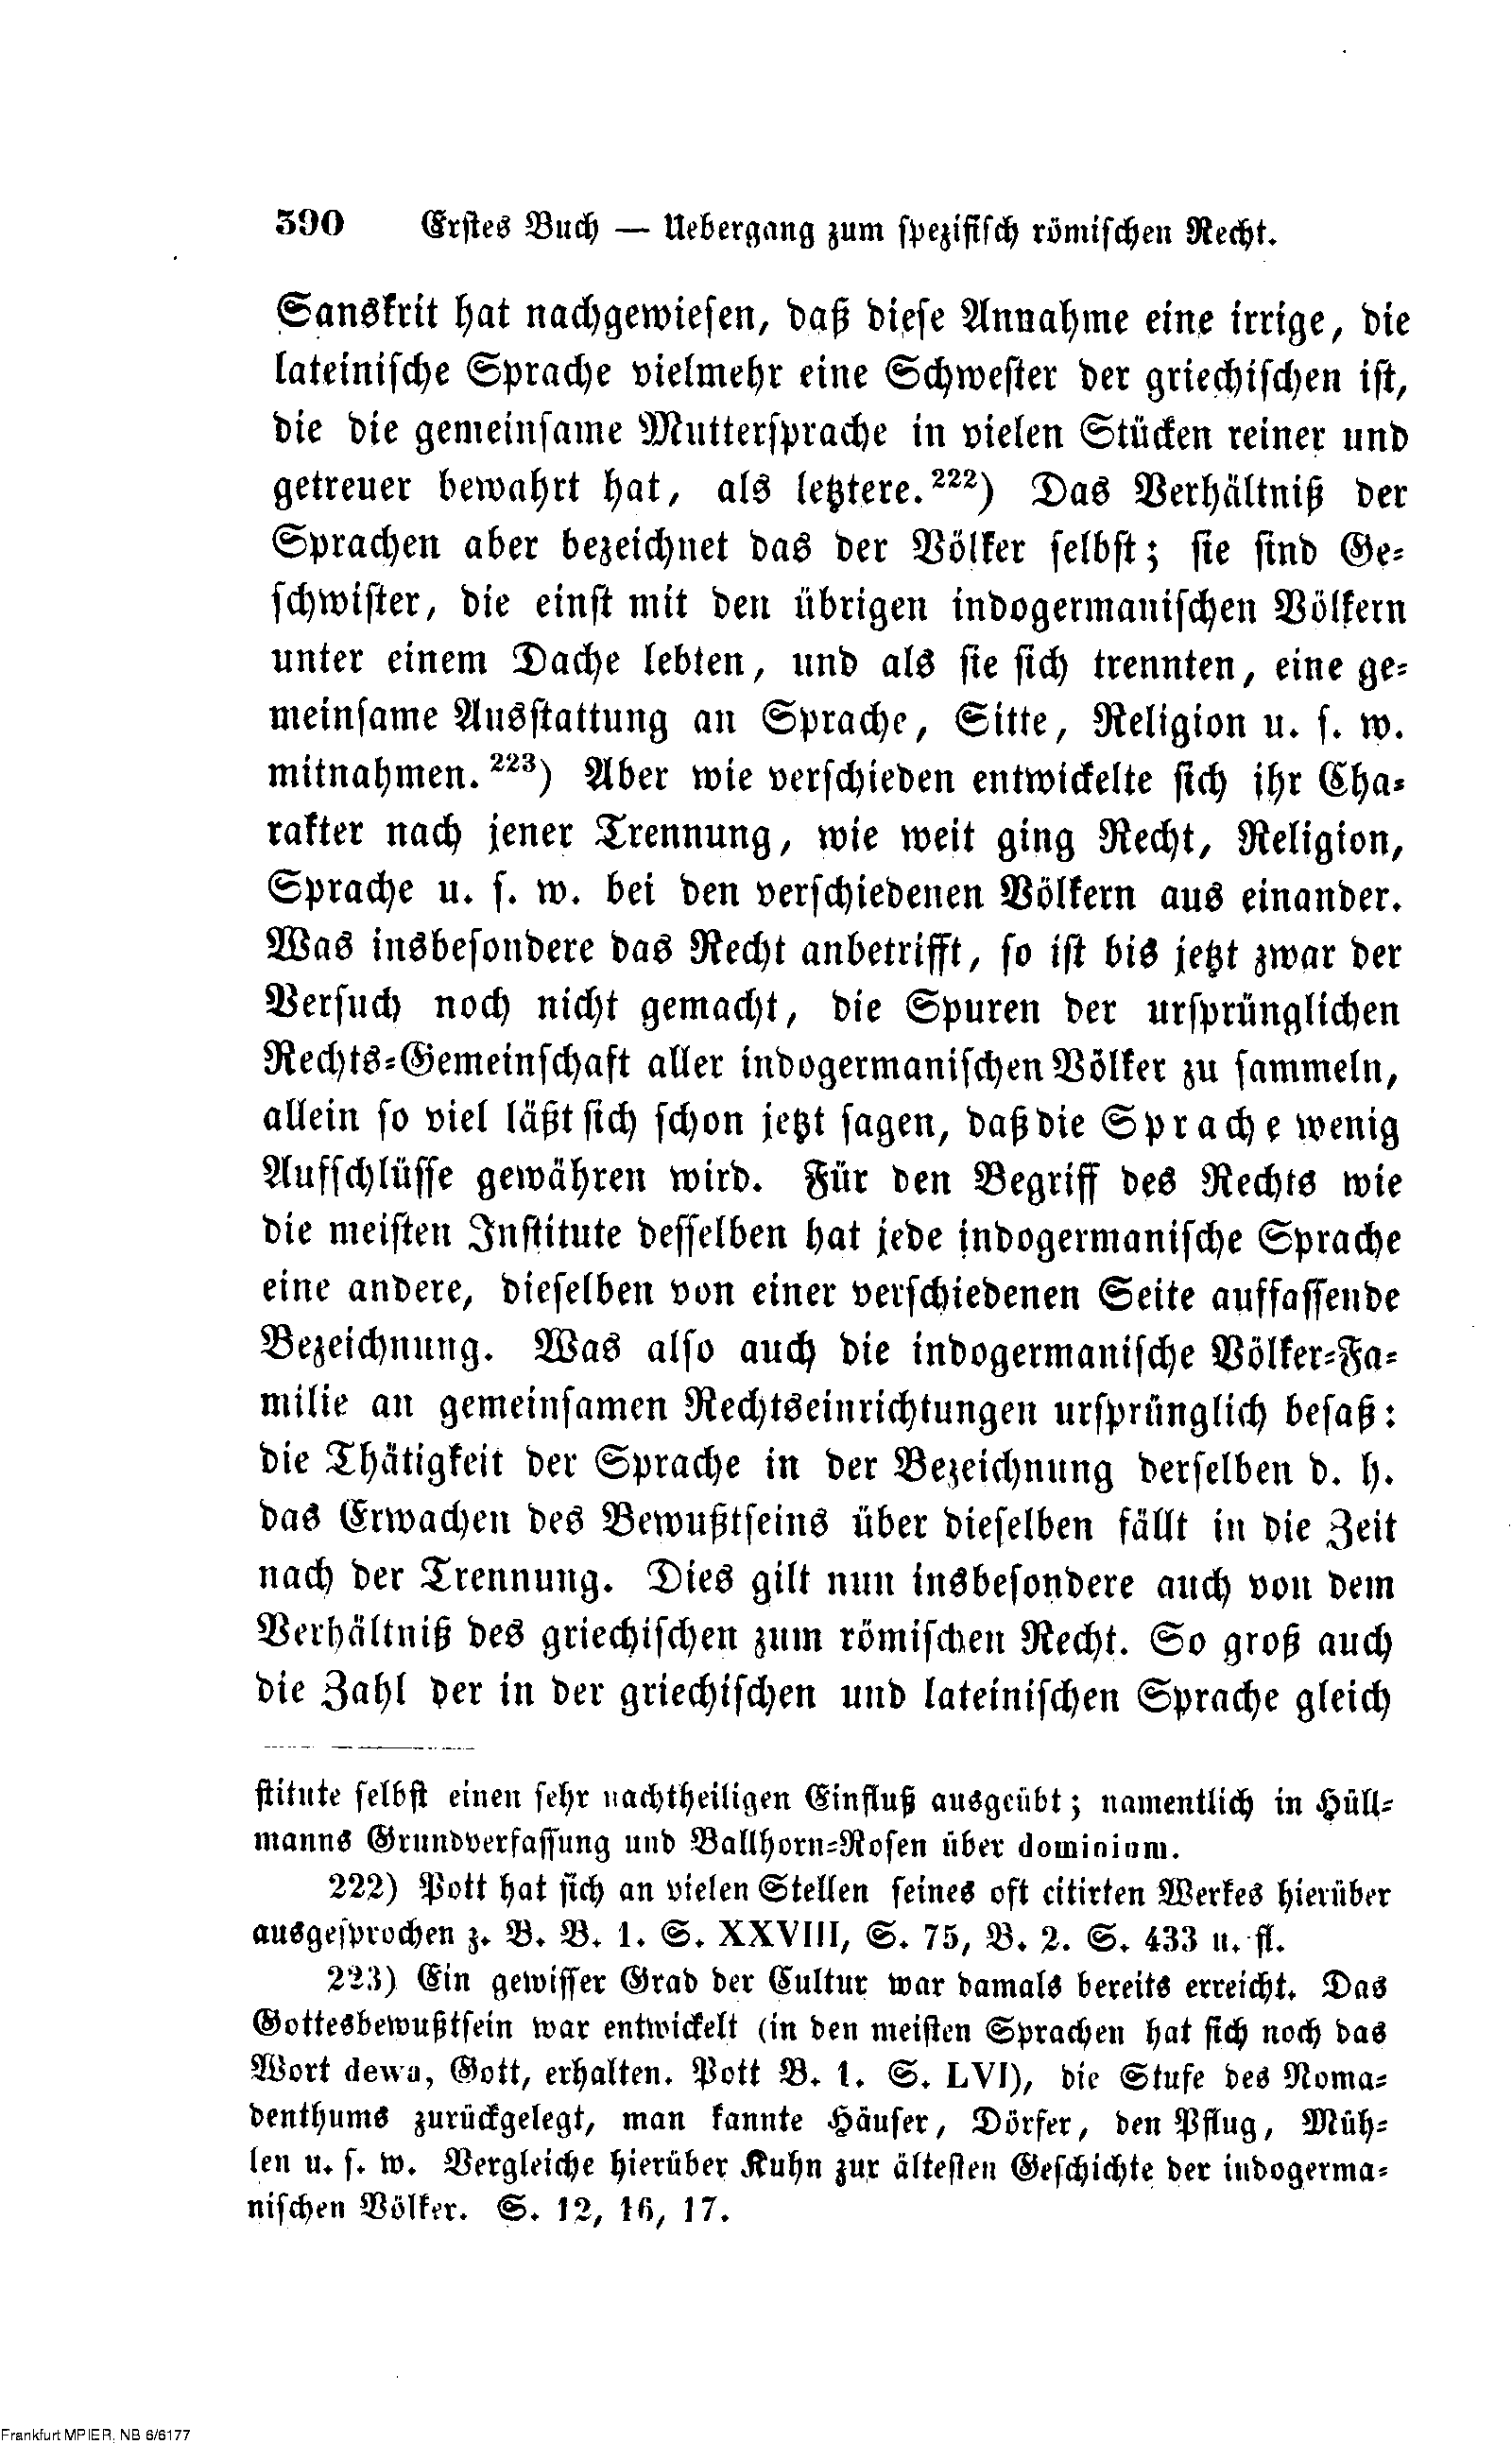 390 Erstes Buch — Uebergang zum spezifisch römischen Recht.
Sanskrit hat nachgewiesen, daß diese Annahme eine irrige, die
lateinische Sprache vielmehr eine Schwester der griechischen ist,
die die gemeinsame Muttersprache in vielen Stücken reiner und
getreuer bewahrt hat, als letztere.²²²) Das Verhältniß der
Sprachen aber bezeichnet das der Völker selbst; sie sind Ge-
schwister, die einst mit den übrigen indogermanischen Völkern
unter einem Dache lebten, und als sie sich trennten, eine ge-
meinsame Ausstattung an Sprache, Sitte, Religion u. s. w.
mitnahmen.²²³) Aber wie verschieden entwickelte sich ihr Cha-
rakter nach jener Trennung, wie weit ging Recht, Religion,
Sprache u. s. w. bei den verschiedenen Völkern aus einander.
Was insbesondere das Recht anbetrifft, so ist bis jetzt zwar der
Versuch noch nicht gemacht, die Spuren der ursprünglichen
Rechts-Gemeinschaft aller indogermanischen Völker zu sammeln,
allein so viel läßt sich schon jetzt sagen, daß die Sprache wenig
Aufschlüsse gewähren wird. Für den Begriff des Rechts wie
die meisten Institute desselben hat jede indogermanische Sprache
eine andere, dieselben von einer verschiedenen Seite auffassende
Bezeichnung. Was also auch die indogermanische Völker-Fa-
milie an gemeinsamen Rechtseinrichtungen ursprünglich besaß:
die Thätigkeit der Sprache in der Bezeichnung derselben d. h.
das Erwachen des Bewußtseins über dieselben fällt in die Zeit
nach der Trennung. Dies gilt nun insbesondere auch von dem
Verhältniß des griechischen zum römischen Recht. So groß auch
die Zahl der in der griechischen und lateinischen Sprache gleich
stitute selbst einen sehr nachtheiligen Einfluß ausgeübt; namentlich in Hüll-
manns Grundverfassung und Ballhorn-Rosen über dominium.
222) Pott hat sich an vielen Stellen seines oft citirten Werkes hierüber
ausgesprochen z. B. B. 1. S. XXVIII, S. 75, B. 2. S. 433 u. fl.
223) Ein gewisser Grad der Cultur war damals bereits erreicht. Das
Gottesbewußtsein war entwickelt (in den meisten Sprachen hat sich noch das
Wort dewa, Gott, erhalten. Pott B. 1. S. LVI), die Stufe des Noma-
denthums zurückgelegt, man kannte Häuser, Dörfer, den Pflug, Müh-
len u. s. w. Vergleiche hierüber Kuhn zur ältesten Geschichte der indogerma-
nischen Völker. S. 12, 16, 17.
Frankfurt MPIER, NB 6/6177